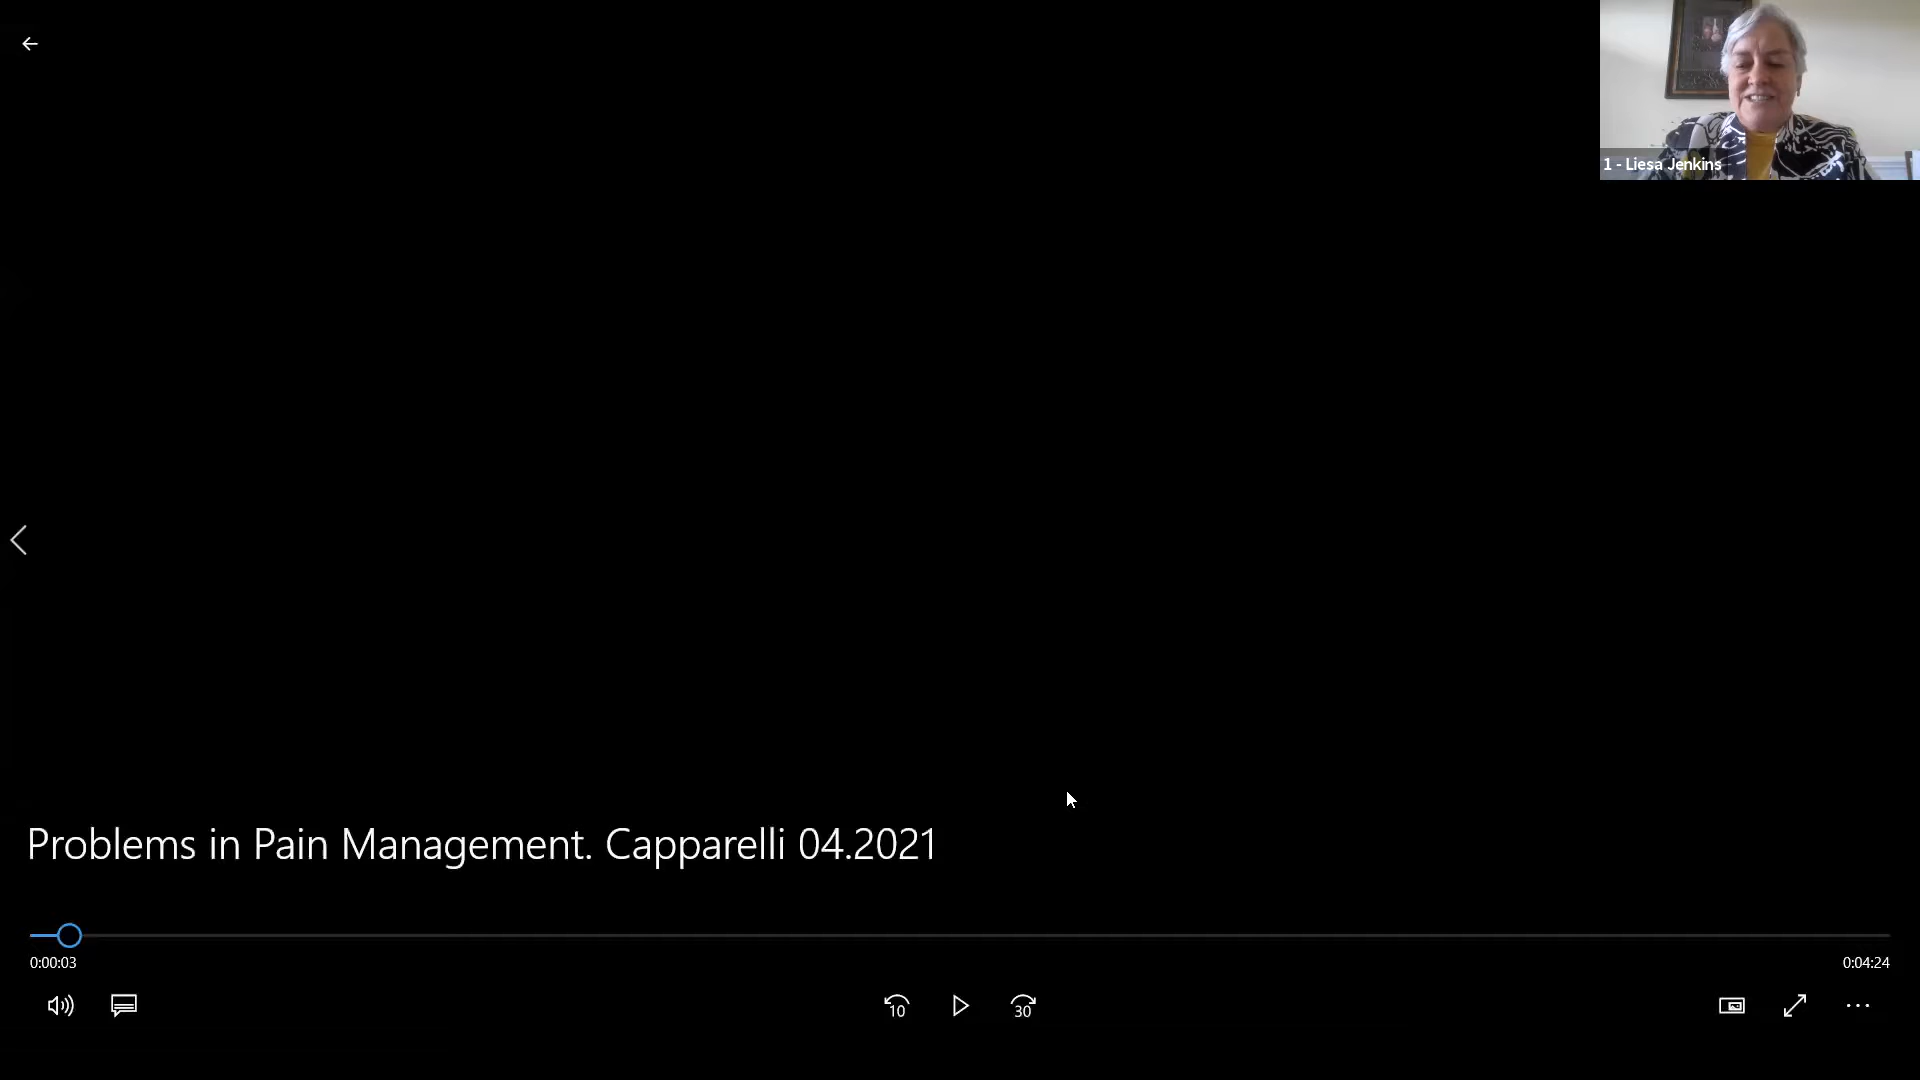 1 - Liesa Jenkins
Problems in Pain Management. Capparelli 04.2021
0:00:03
0:04:24
10
30